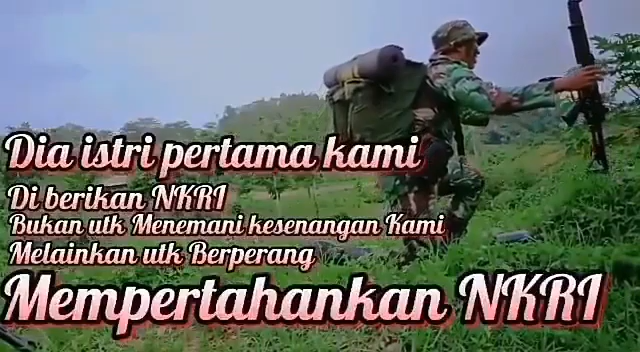 Dia istri pertama kami
Di berikan NKRI
Bukan utk Menemani kesenangan Kami
Melainkan utk Berperang
Mempertahankan NKRI